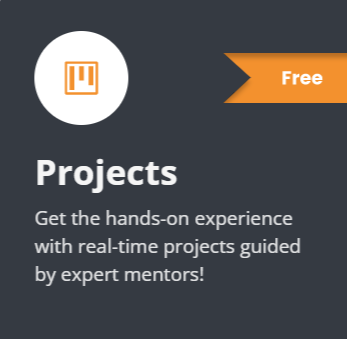 Free
Projects
Get the hands-on experience
with real-time projects guided
by expert mentors!